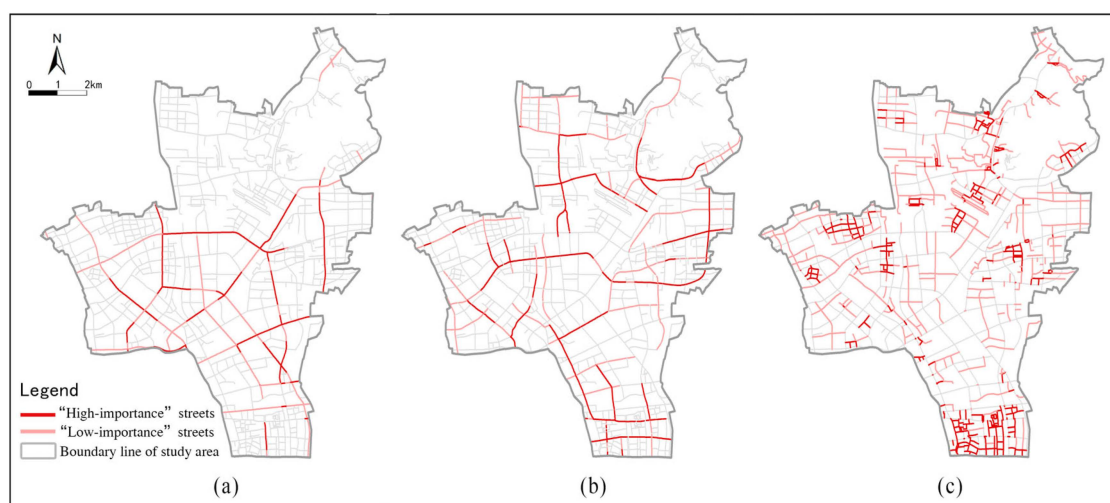 N
0 1 2km
Legend
“High-importance” streets
“Low-importance” streets
Boundary line of study area
(a) (b) (c)